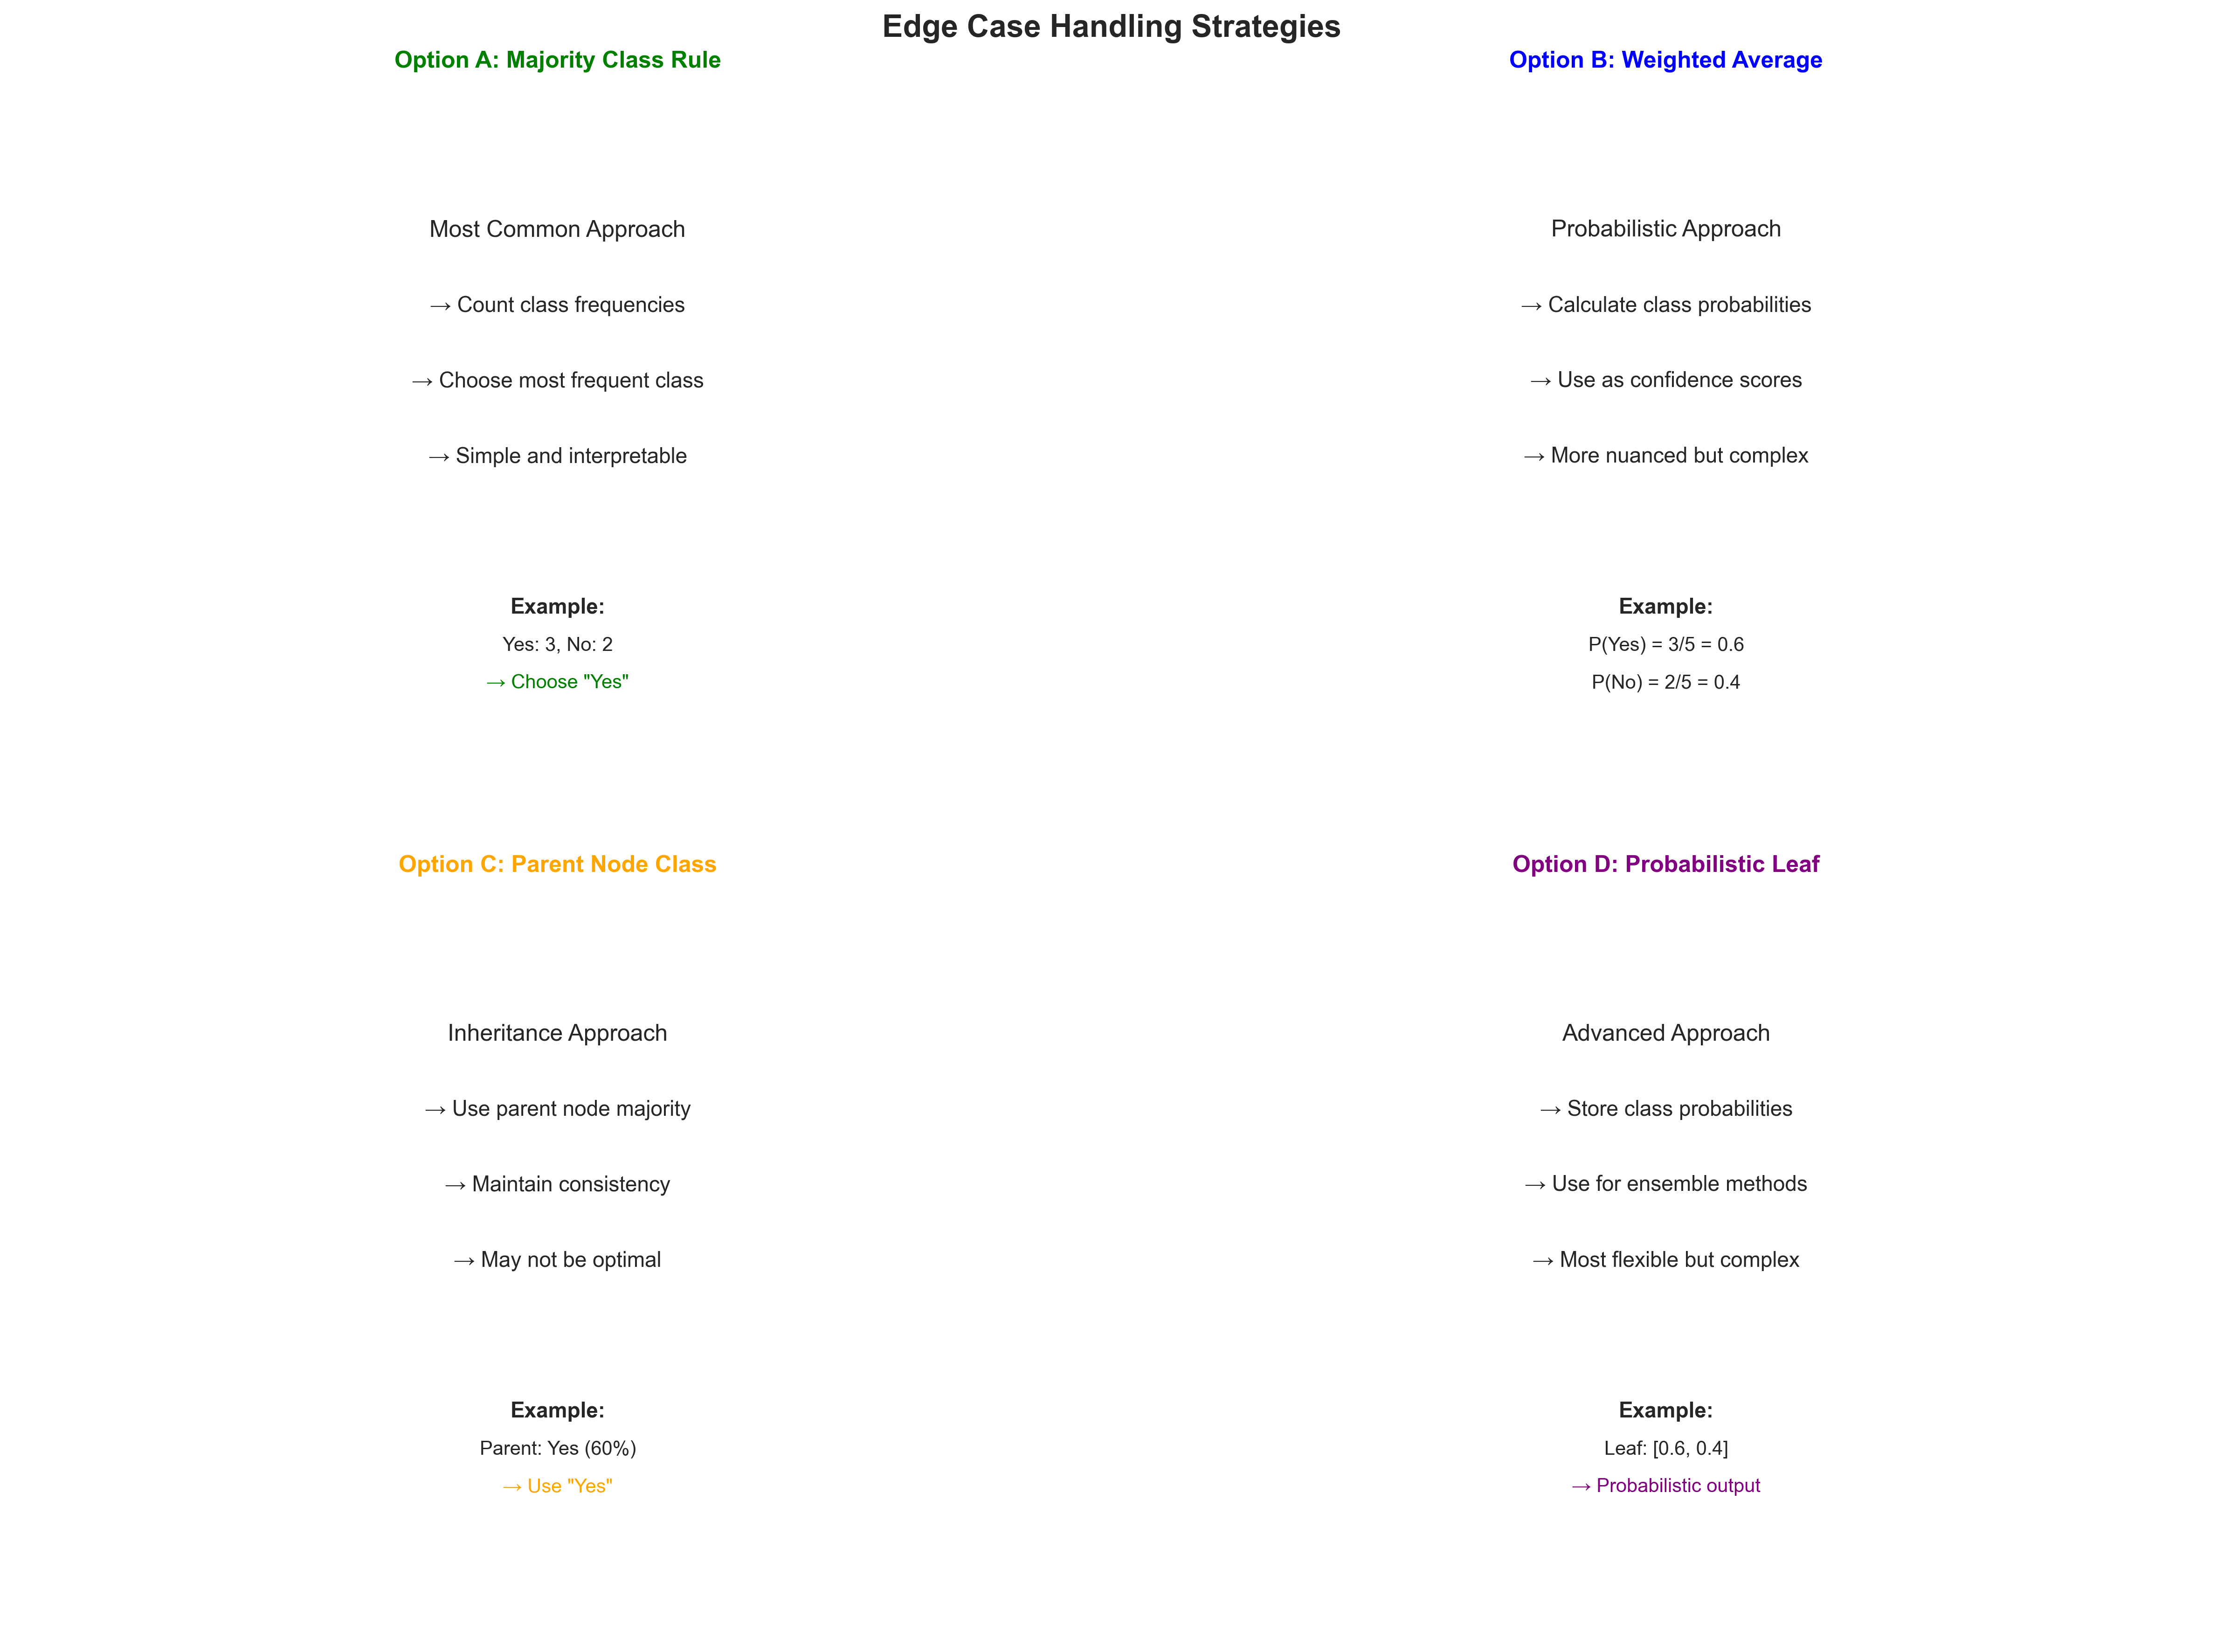 Edge Case Handling Strategies
Option A: Majority Class Rule
Most Common Approach
→ Count class frequencies
→ Choose most frequent class
→ Simple and interpretable
Example:
Yes: 3, No: 2
→ Choose "Yes"
Option B: Weighted Average
Probabilistic Approach
→ Calculate class probabilities
→ Use as confidence scores
→ More nuanced but complex
Example:
P(Yes) = 3/5 = 0.6
P(No) = 2/5 = 0.4
Option C: Parent Node Class
Inheritance Approach
→ Use parent node majority
→ Maintain consistency
→ May not be optimal
Example:
Parent: Yes (60%)
→ Use "Yes"
Option D: Probabilistic Leaf
Advanced Approach
→ Store class probabilities
→ Use for ensemble methods
→ Most flexible but complex
Example:
Leaf: [0.6, 0.4]
→ Probabilistic output